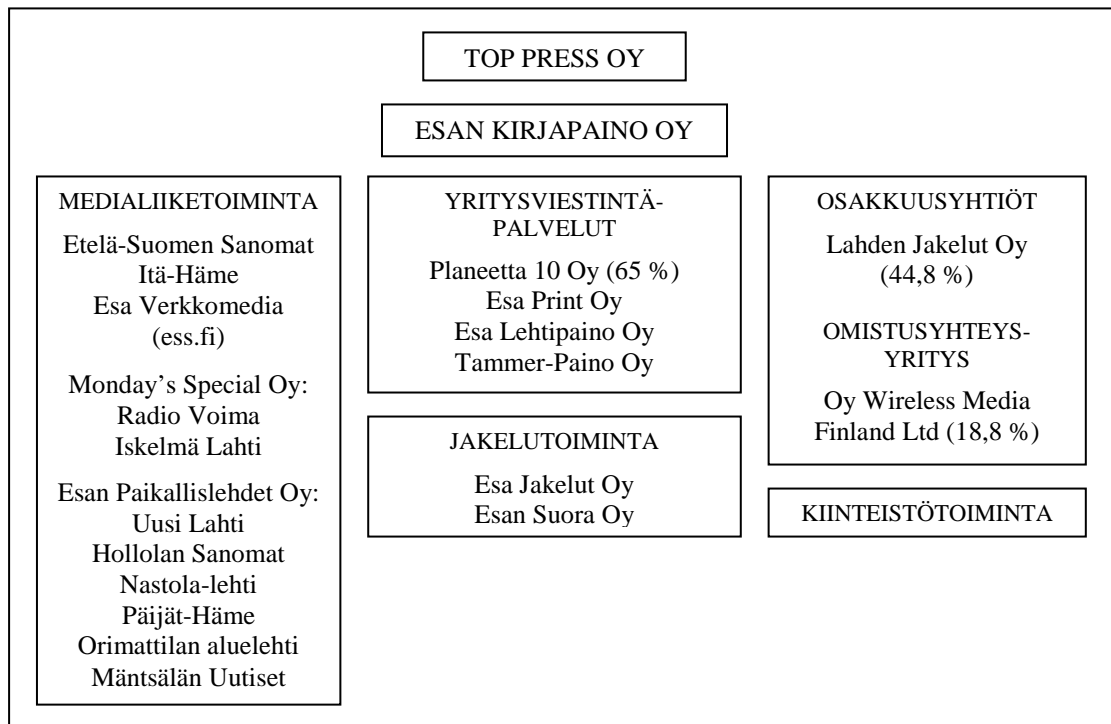 TOP PRESS OY
ESAN KIRJAPAINO OY
MEDIALIIKETOIMINTA
Etelä-Suomen Sanomat
Itä-Häme
Esa Verkkomedia
(ess.fi)
Monday’s Special Oy:
Radio Voima
Iskelmä Lahti
Esan Paikallislehdet Oy:
Uusi Lahti
Hollolan Sanomat
Nastola-lehti
Päijät-Häme
Orimattilan aluelehti
Mäntsälän Uutiset
YRITYSVIESTINTÄ-
PALVELUT
Planeetta 10 Oy (65 %)
Esa Print Oy
Esa Lehtipaino Oy
Tammer-Paino Oy
JAKELUTOIMINTA
Esa Jakelut Oy
Esan Suora Oy
OSAKKUUSYHTIÖT
Lahden Jakelut Oy
(44,8 %)
OMISTUSYHTEYS-
YRITYS
Oy Wireless Media
Finland Ltd (18,8 %)
KIINTEISTÖTOIMINTA